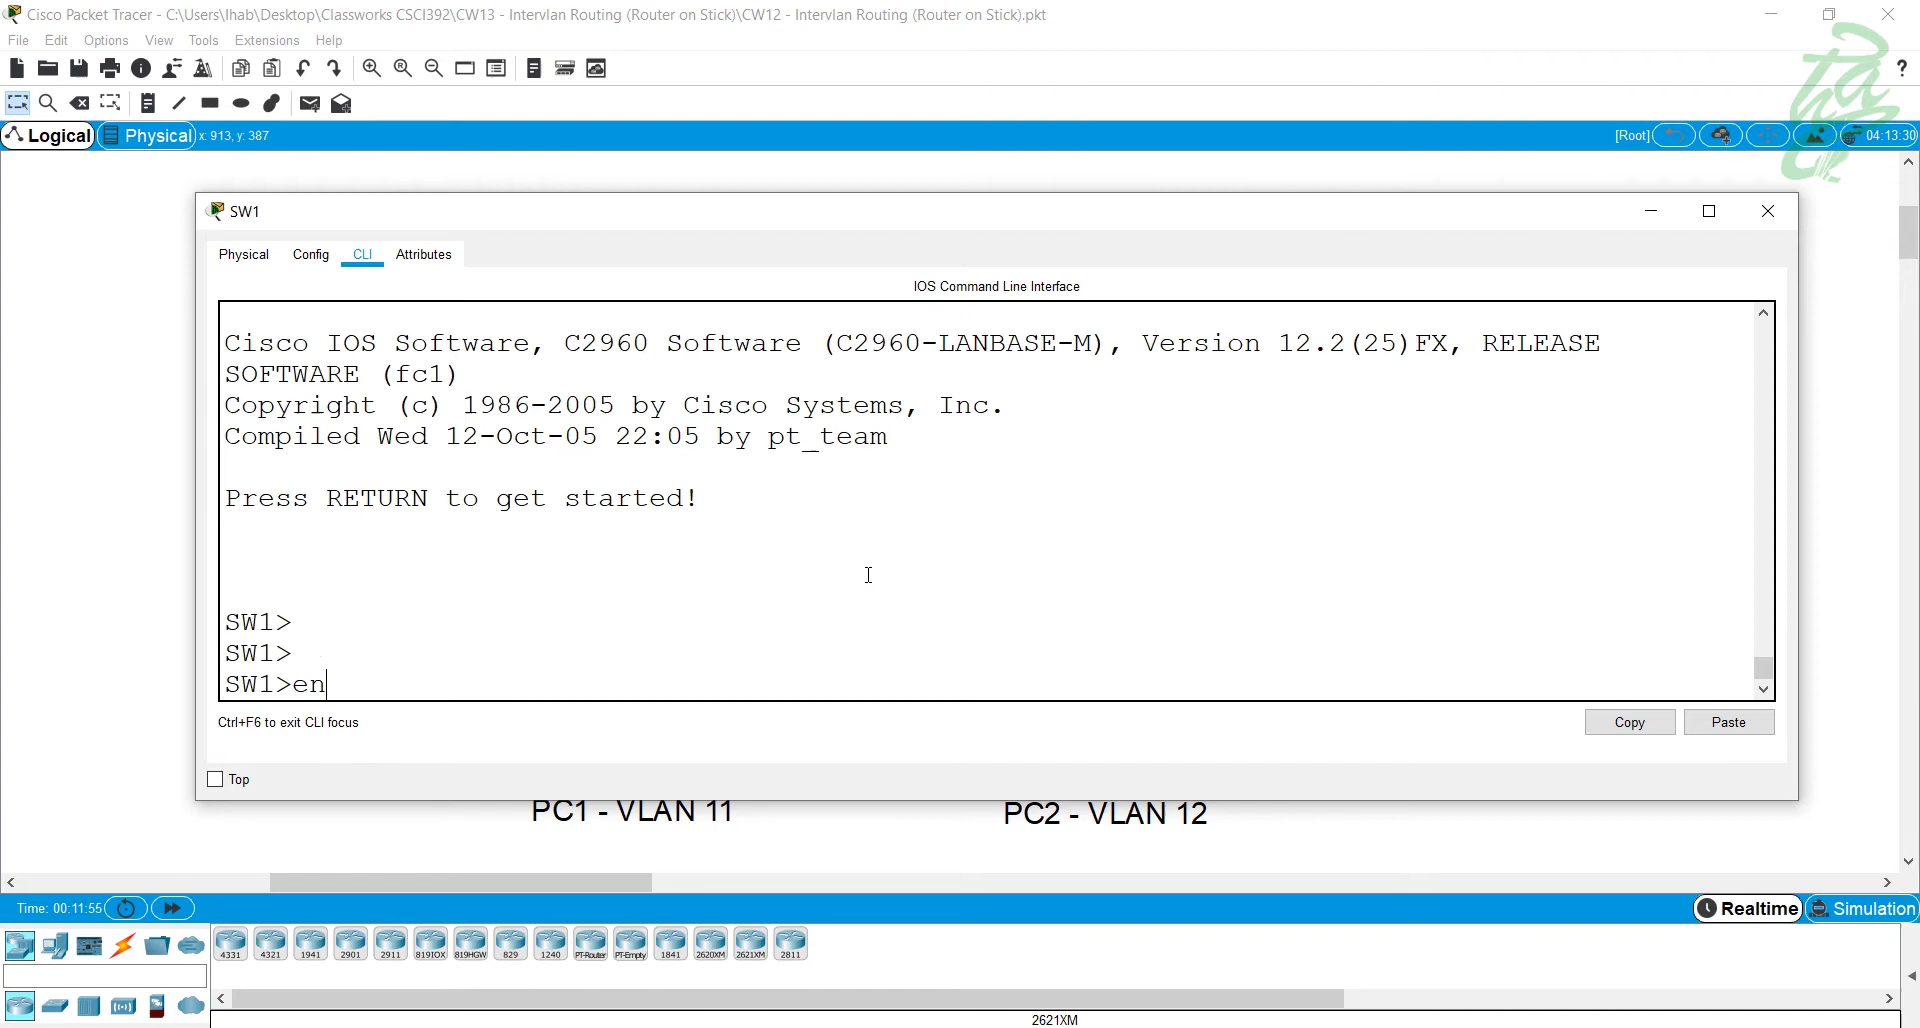 Cisco Packet Tracer - C:\Users\Ihab\Desktop\Classworks CSCI392\CW13 - Intervlan Routing (Router on Stick)\CW12 - Intervlan Routing (Router on Stick).pkt
File Edit Options View Tools Extensions Help
?
Logical Physical x: 913, y: 387 [Root] 04:13:30
SW1
Physical Config CLI Attributes
IOS Command Line Interface
Cisco IOS Software, C2960 Software (C2960-LANBASE-M), Version 12.2(25)FX, RELEASE
SOFTWARE (fc1)
Copyright (c) 1986-2005 by Cisco Systems, Inc.
Compiled Wed 12-Oct-05 22:05 by pt_team
Press RETURN to get started!
SW1>
SW1>
SW1>en
Ctrl+F6 to exit CLI focus
Copy Paste
Top
PC1 - VLAN 11 PC2 - VLAN 12
Time: 00:11:55 Realtime Simulation
4331 4321 1941 2901 2911 819IOX 819HGW 829 1240 PT-Router PT-Empty 1841 2620XM 2621XM 2811
2621XM